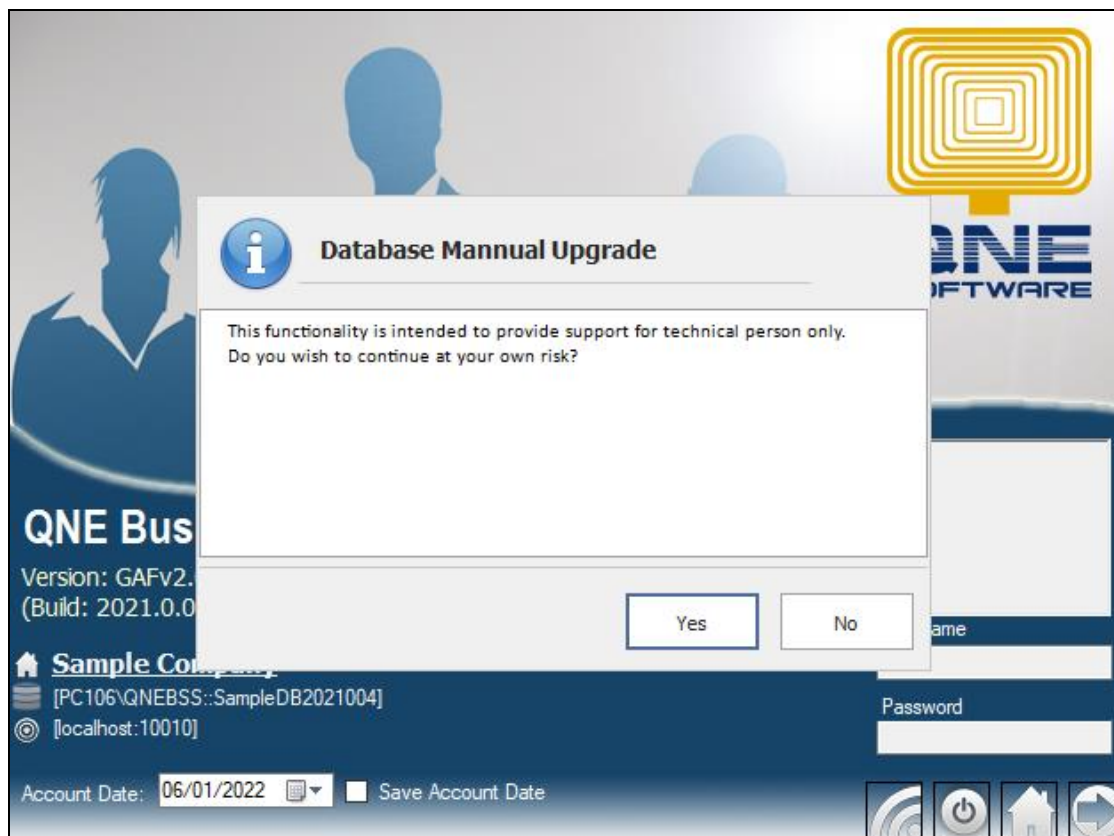 QNE
SOFTWARE
Database Mannual Upgrade
This functionality is intended to provide support for technical person only.
Do you wish to continue at your own risk?
Yes
No
QNE Bus
Version: GAFv2.
(Build: 2021.0.0
Sample Company
[PC106\QNEBSS::SampleDB2021004]
[localhost:10010]
ame
Password
Account Date: 06/01/2022
Save Account Date